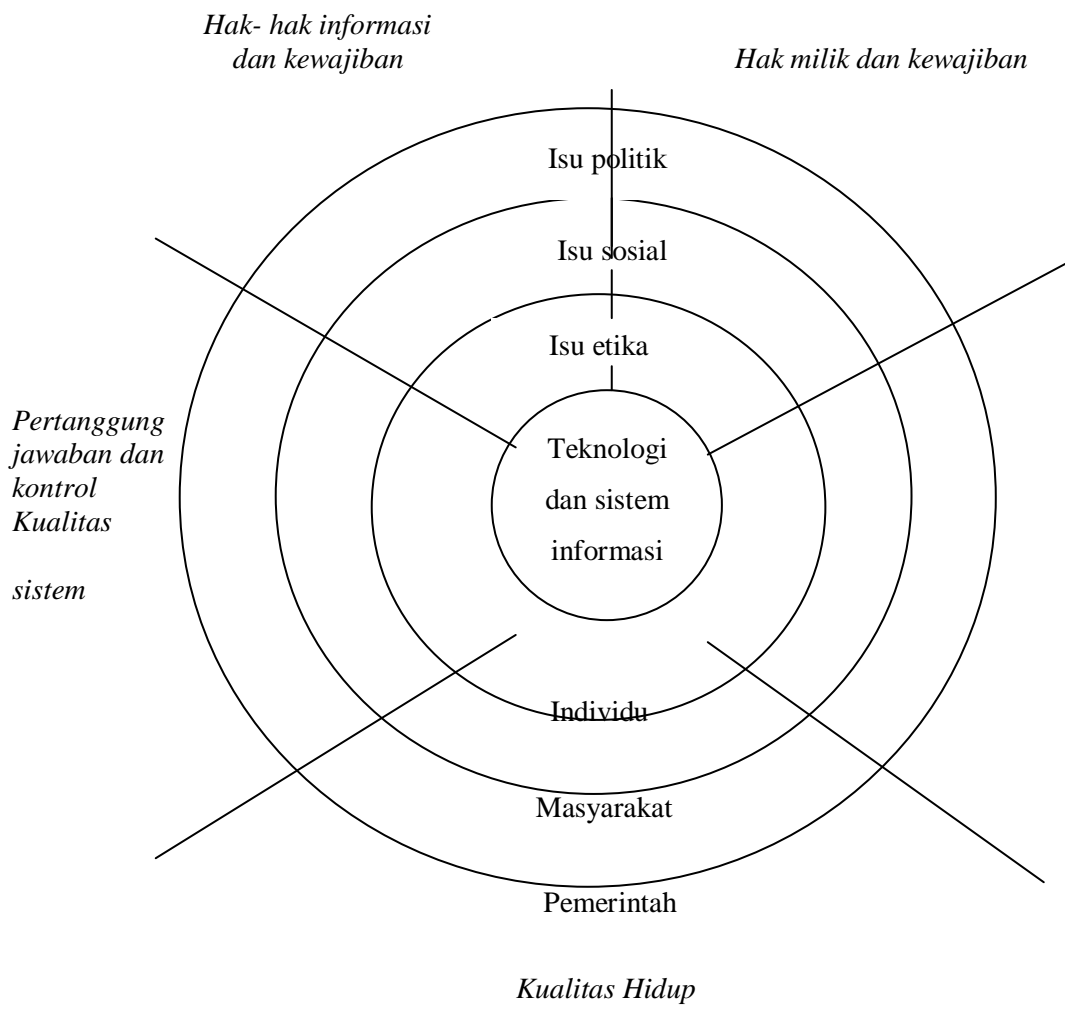 Hak- hak informasi
dan kewajiban
Hak milik dan kewajiban
Isu politik
Isu sosial
Isu etika
Pertanggung
jawaban dan
kontrol
Kualitas
sistem
Teknologi
dan sistem
informasi
Individu
Masyarakat
Pemerintah
Kualitas Hidup